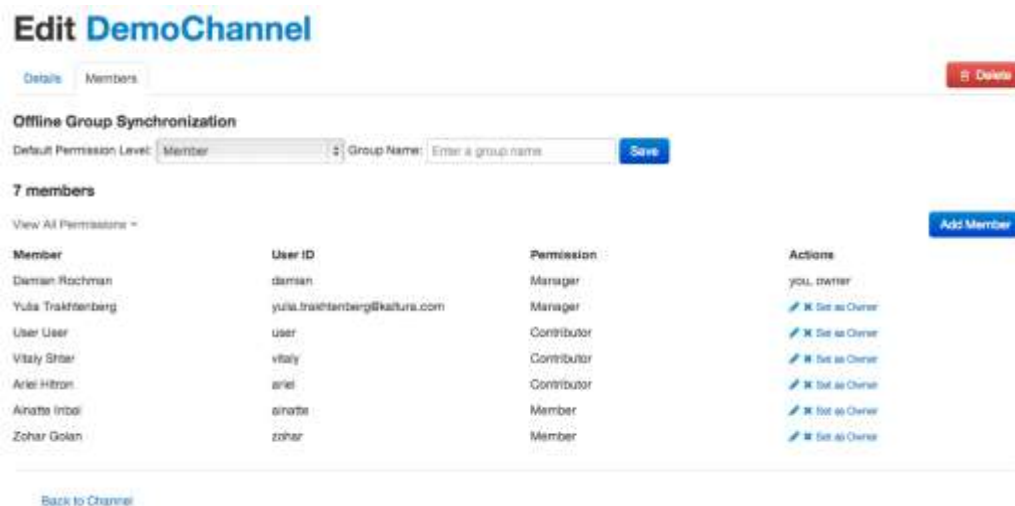 Edit DemoChannel
Details Members Delete
Offline Group Synchronization
Default Permission Level: Member Group Name: Enter a group name Save
7 members
View All Permissions
Add Member
Member User ID Permission Actions
Damian Rochman damian Manager you, owner
Yulia Trakhtenberg yulia.trakhtenberg@kaltura.com Manager Set as Owner
User User user Contributor Set as Owner
Vitaly Shter vitaly Contributor Set as Owner
Ariel Hitron ariel Contributor Set as Owner
Ainatte Inbal ainatte Member Set as Owner
Zohar Golan zohar Member Set as Owner
Back to Channel